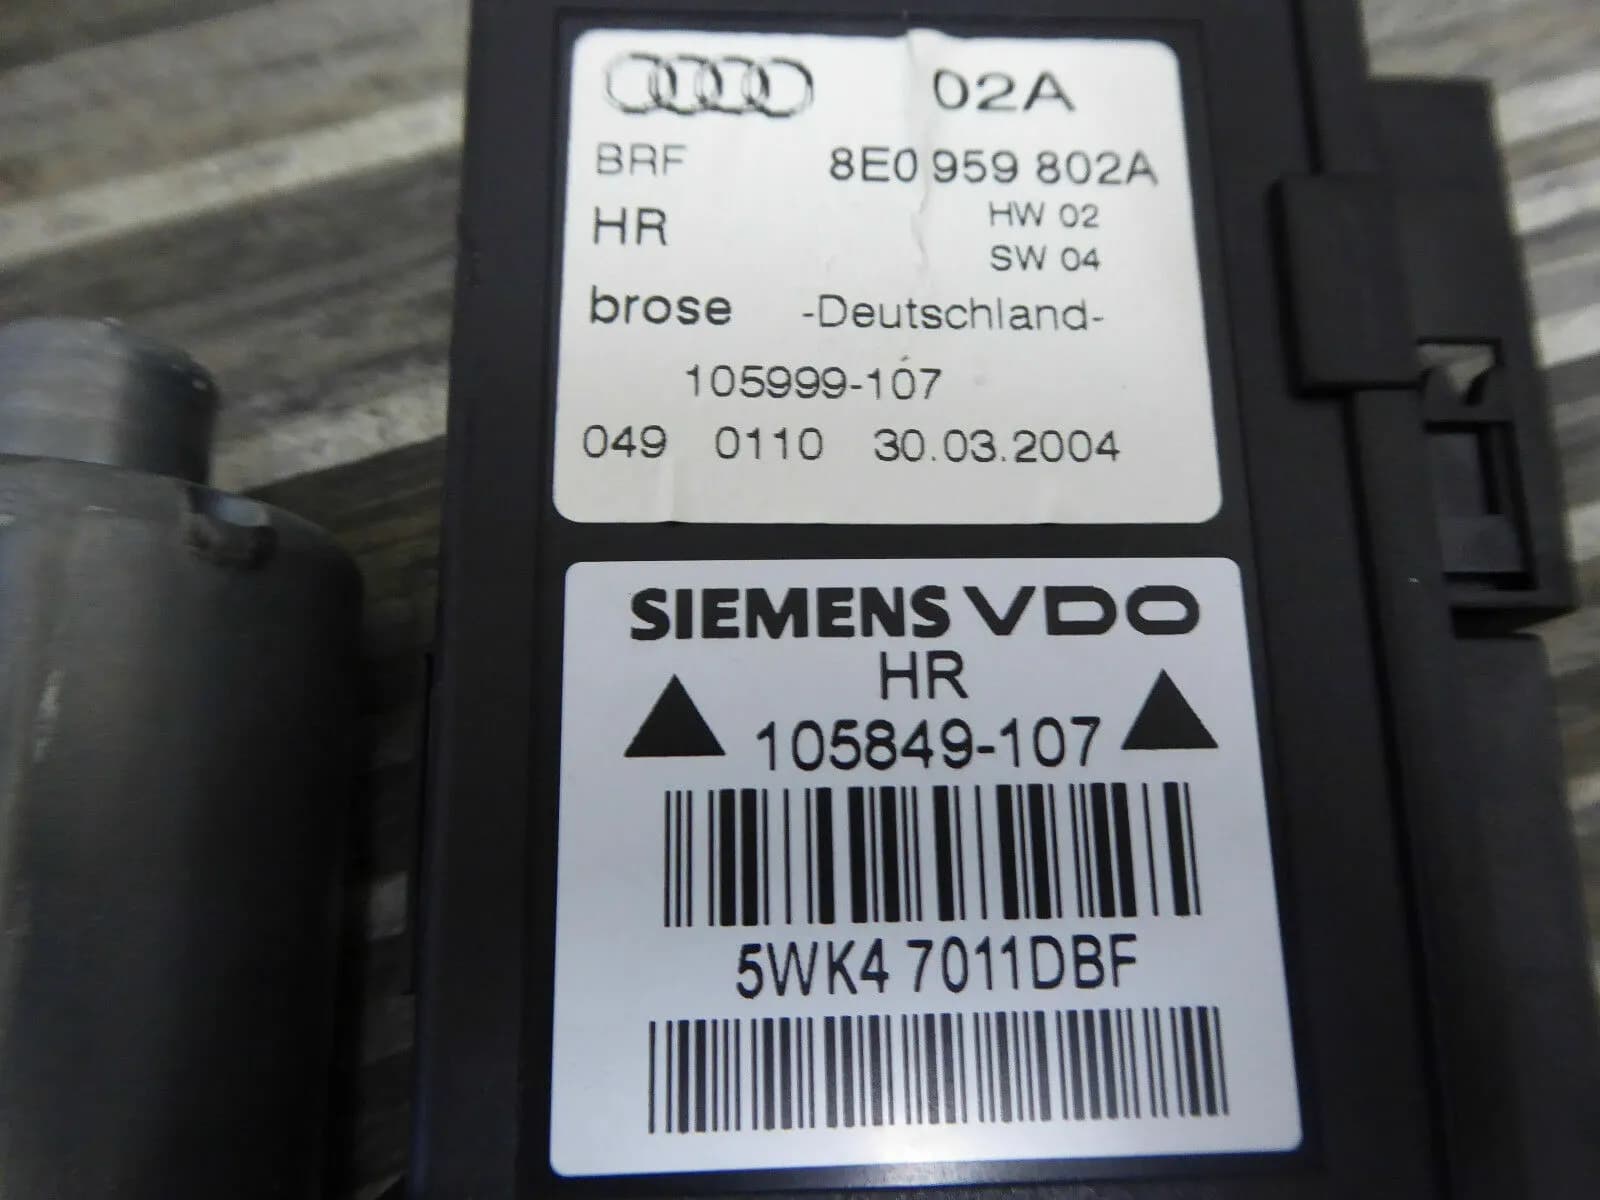 02A
BRF 8E0 959 802A
HR HW 02
SW 04
brose -Deutschland-
105999-107
049 0110 30.03.2004
SIEMENS VDO
HR
105849-107
5WK4 7011DBF